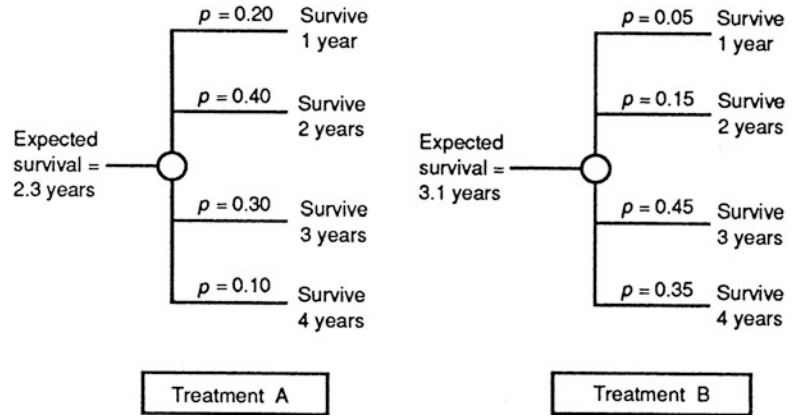 p = 0.20 Survive
1 year
p = 0.40 Survive
2 years
Expected
survival =
2.3 years
p = 0.30 Survive
3 years
p = 0.10 Survive
4 years
Treatment A
p = 0.05 Survive
1 year
p = 0.15 Survive
2 years
Expected
survival =
3.1 years
p = 0.45 Survive
3 years
p = 0.35 Survive
4 years
Treatment B